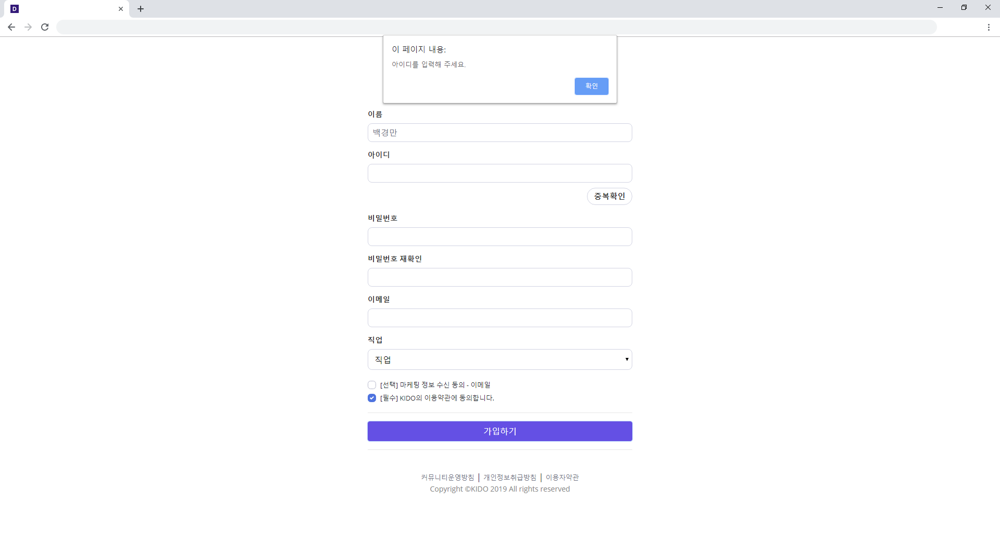 D
이 페이지 내용:
아이디를 입력해 주세요.
확인
이름
백경만
아이디
중복확인
비밀번호
비밀번호 재확인
이메일
직업
직업
[선택] 마케팅 정보 수신 동의 - 이메일
[필수] KIDO의 이용약관에 동의합니다.
가입하기
커뮤니티운영방침 | 개인정보취급방침 | 이용자약관
Copyright ©KIDO 2019 All rights reserved